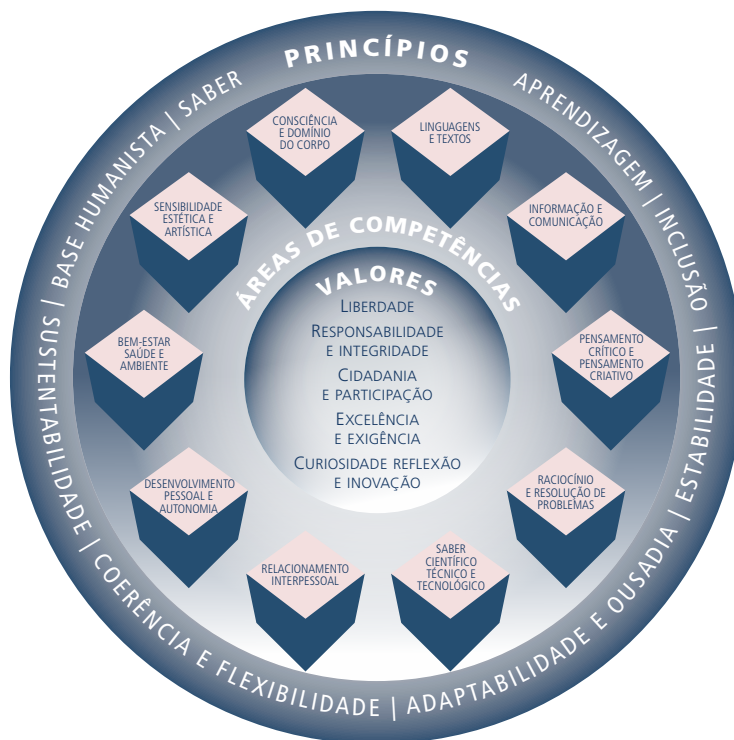 PRINCÍPIOS
APRENDIZAGEM | INCLUSÃO | ESTABILIDADE | ADAPTABILIDADE E OUSADIA | COERÊNCIA E FLEXIBILIDADE | SUSTENTABILIDADE | BASE HUMANISTA | SABER
ÁREAS DE COMPETÊNCIAS
LINGUAGENS
E TEXTOS
INFORMAÇÃO E
COMUNICAÇÃO
PENSAMENTO
CRÍTICO E
PENSAMENTO
CRIATIVO
RACIOCÍNIO
E RESOLUÇÃO DE
PROBLEMAS
SABER
CIENTÍFICO
TÉCNICO E
TECNOLÓGICO
RELACIONAMENTO
INTERPESSOAL
DESENVOLVIMENTO
PESSOAL E
AUTONOMIA
BEM-ESTAR
SAÚDE E
AMBIENTE
SENSIBILIDADE
ESTÉTICA E
ARTÍSTICA
CONSCIÊNCIA
E DOMÍNIO
DO CORPO
VALORES
LIBERDADE
RESPONSABILIDADE
E INTEGRIDADE
CIDADANIA
E PARTICIPAÇÃO
EXCELÊNCIA
E EXIGÊNCIA
CURIOSIDADE REFLEXÃO
E INOVAÇÃO